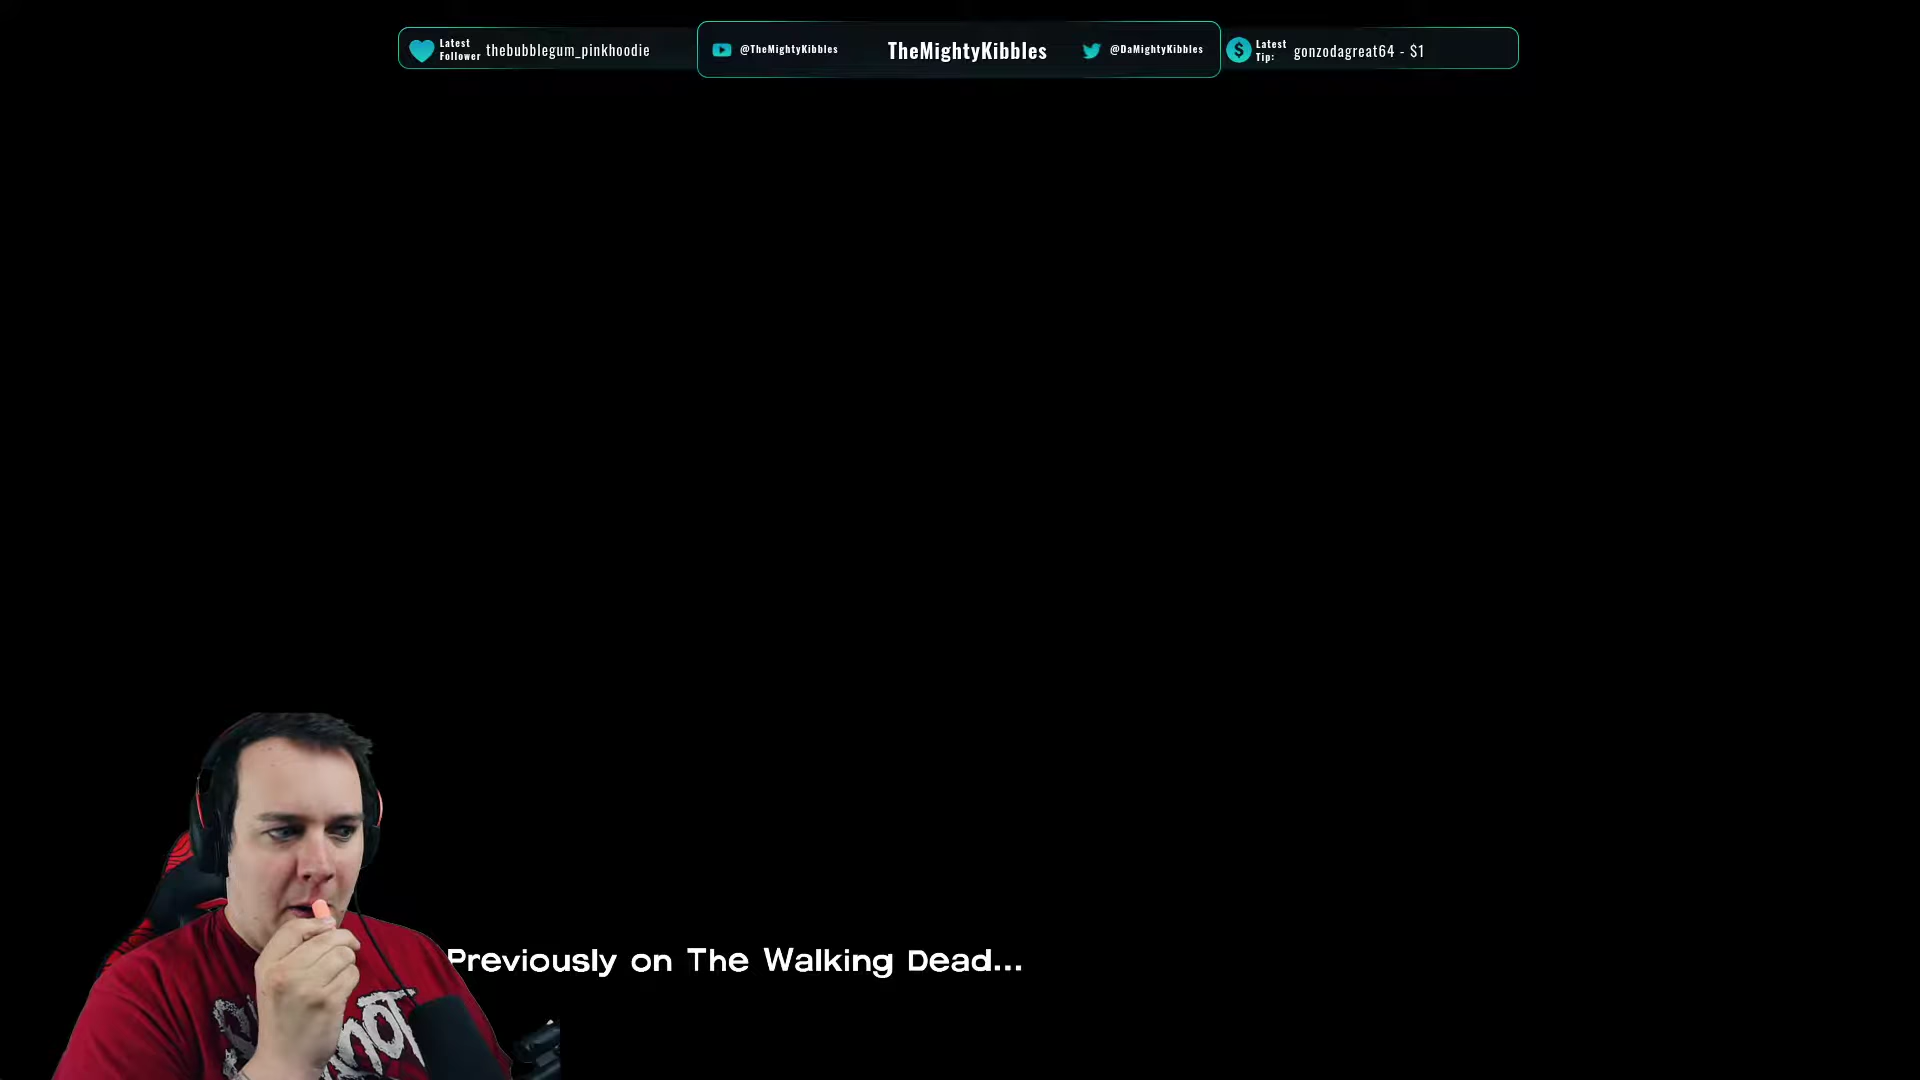 Latest
Follower
thebubblegum_pinkhoodie
@TheMightyKibbles
TheMightyKibbles
@DaMightyKibbles
Latest
Tip:
gonzodagreat64 - $1
Previously on The Walking Dead...